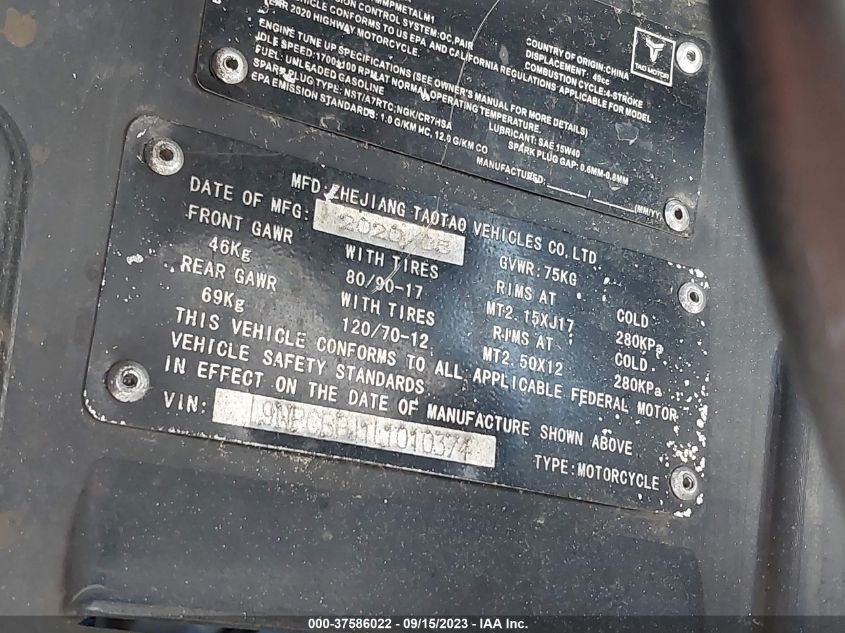 CONTROL SYSTEM:OC,PAIR
VEHICLE CONFORMS TO US EPA AND CALIFORNIA REGULATIONS APPLICABLE FOR MODEL
2020 HIGHWAY MOTORCYCLE.
ENGINE TUNE UP SPECIFICATIONS (SEE OWNER'S MANUAL FOR MORE DETAILS)
IDLE SPEED:1700±100 RPM AT NORMAL OPERATING TEMPERATURE.
FUEL: UNLEADED GASOLINE
LUBRICANT: SAE 15W40
SPARK PLUG TYPE: NST/A7RTC;NGK/CR7HSA
SPARK PLUG GAP: 0.6MM-0.8MM
EPA EMISSION STANDARDS: 1.0 G/KM HC, 12.0 G/KM CO
MANUFACTURED:
(MM/YY)
COUNTRY OF ORIGIN:CHINA
DISPLACEMENT: 49cc
COMBUSTION CYCLE:4-STROKE
TAO MOTOR
MFD:ZHEJIANG TAOTAO VEHICLES CO.LTD
DATE OF MFG: 2020/08
GVWR:75KG
FRONT GAWR WITH TIRES RIMS AT COLD
46Kg 80/90-17 MT2.15XJ17 280KPa
REAR GAWR WITH TIRES RIMS AT COLD
69Kg 120/70-12 MT2.50X12 280KPa
THIS VEHICLE CONFORMS TO ALL APPLICABLE FEDERAL MOTOR
VEHICLE SAFETY STANDARDS
IN EFFECT ON THE DATE OF MANUFACTURE SHOWN ABOVE
VIN:
TYPE:MOTORCYCLE
000-37586022 - 09/15/2023 - © IAA Inc.